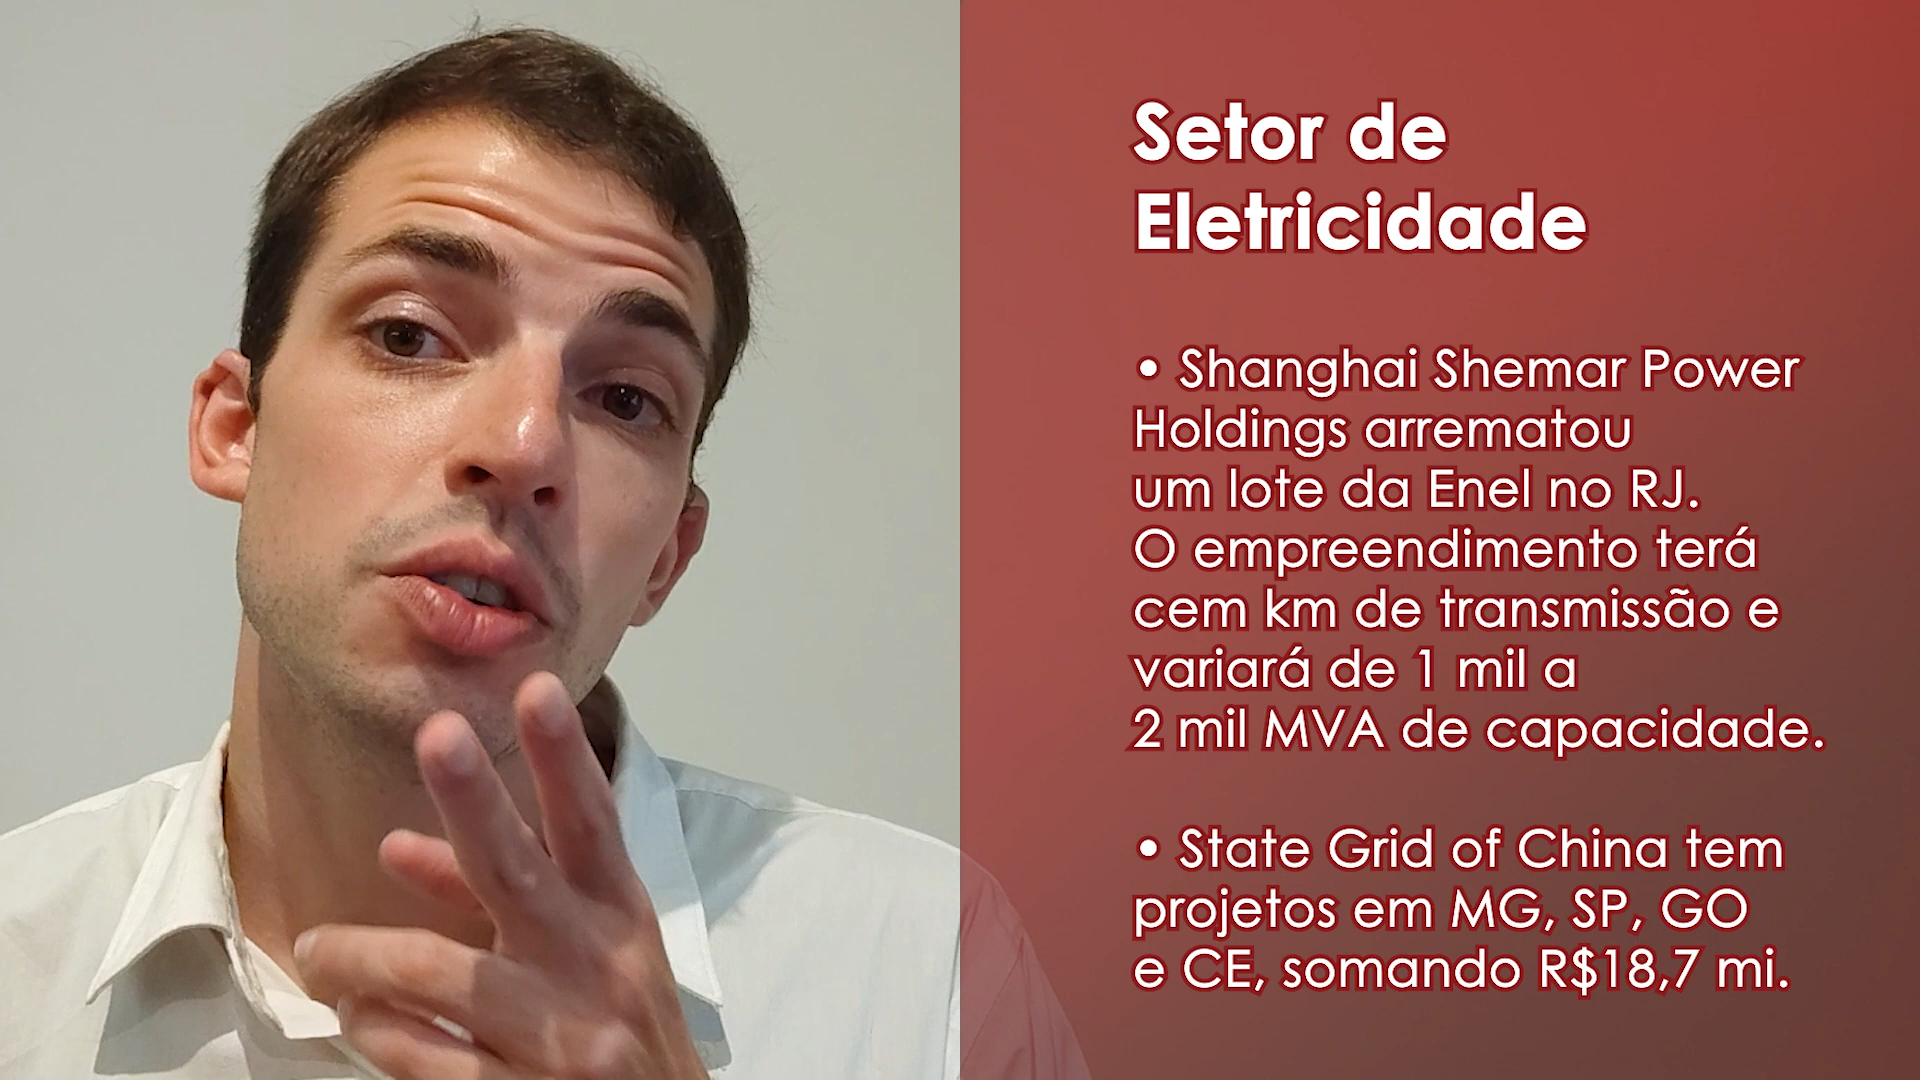 Setor de
Eletricidade
• Shanghai Shemar Power
Holdings arrematou
um lote da Enel no RJ.
O empreendimento terá
cem km de transmissão e
variará de 1 mil a
2 mil MVA de capacidade.
• State Grid of China tem
projetos em MG, SP, GO
e CE, somando R$18,7 mi.